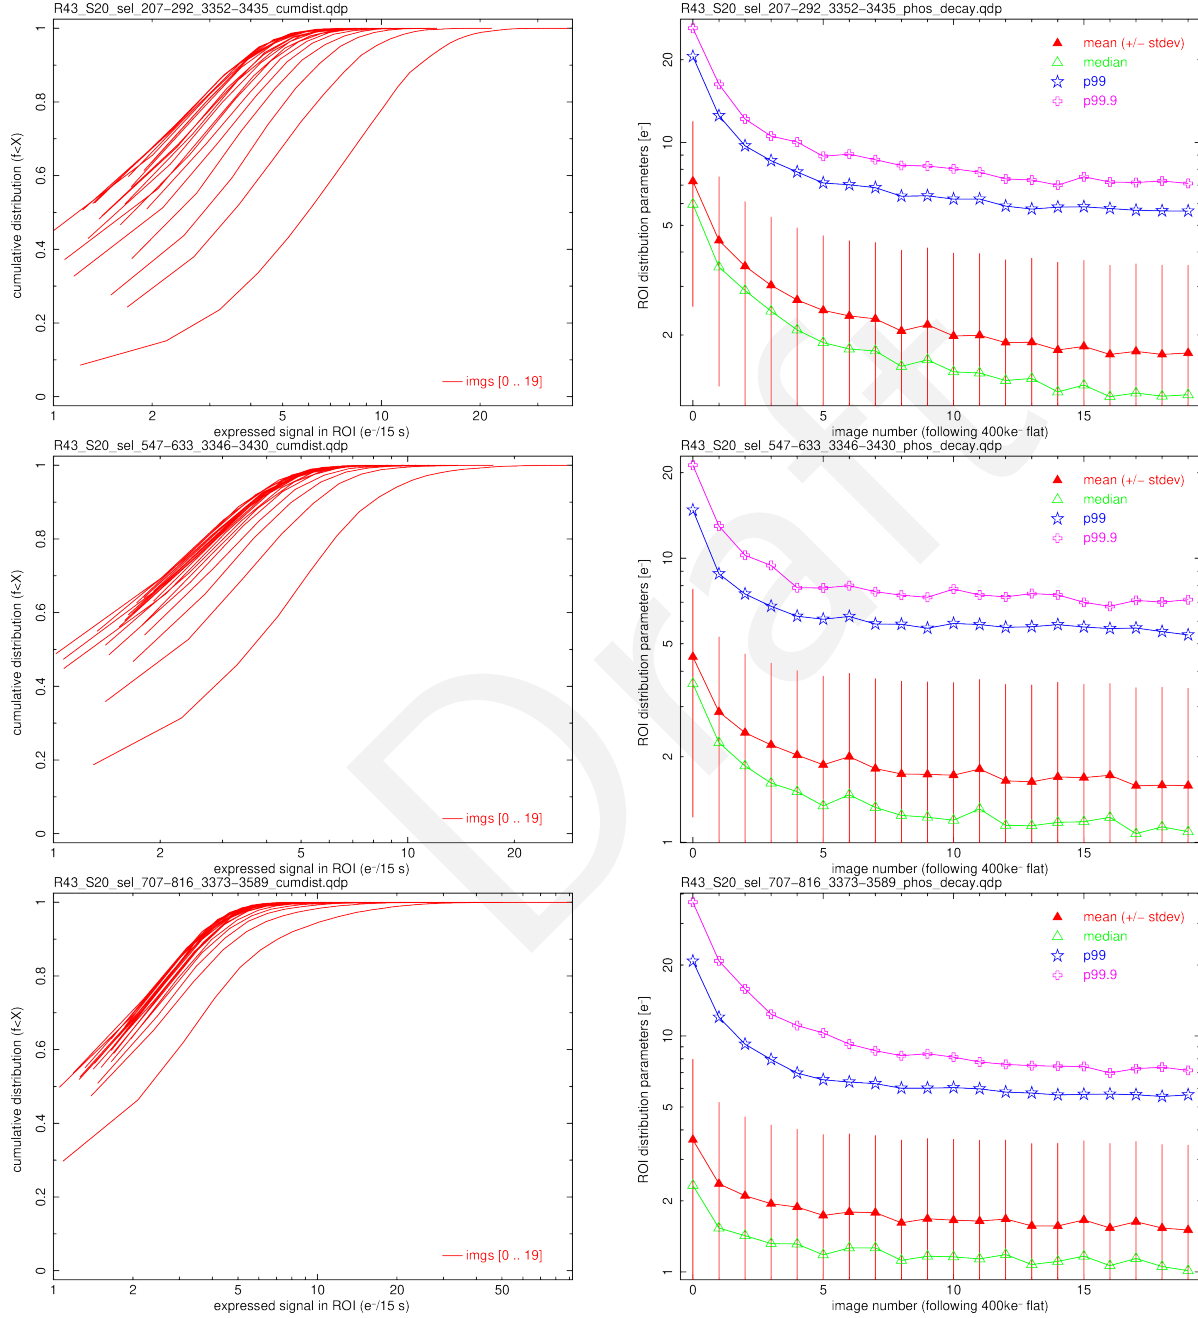 R43_S20_sel_207−292_3352−3435_cumdist.qdp
cumulative distribution (f<X)
0 0.2 0.4 0.6 0.8 1
imgs [0 .. 19]
1 2 5 10 20
expressed signal in ROI (e⁻/15 s)
R43_S20_sel_207−292_3352−3435_phos_decay.qdp
ROI distribution parameters [e⁻]
20
10
5
2
mean (+/− stdev)
median
p99
p99.9
0 5 10 15
image number (following 400ke⁻ flat)
R43_S20_sel_547−633_3346−3430_cumdist.qdp
cumulative distribution (f<X)
0 0.2 0.4 0.6 0.8 1
imgs [0 .. 19]
1 2 5 10 20
expressed signal in ROI (e⁻/15 s)
R43_S20_sel_547−633_3346−3430_phos_decay.qdp
ROI distribution parameters [e⁻]
20
10
5
2
1
mean (+/− stdev)
median
p99
p99.9
0 5 10 15
image number (following 400ke⁻ flat)
R43_S20_sel_707−816_3373−3589_cumdist.qdp
cumulative distribution (f<X)
0 0.2 0.4 0.6 0.8 1
imgs [0 .. 19]
1 2 5 10 20 50
expressed signal in ROI (e⁻/15 s)
R43_S20_sel_707−816_3373−3589_phos_decay.qdp
ROI distribution parameters [e⁻]
20
10
5
2
1
mean (+/− stdev)
median
p99
p99.9
0 5 10 15
image number (following 400ke⁻ flat)
Draft